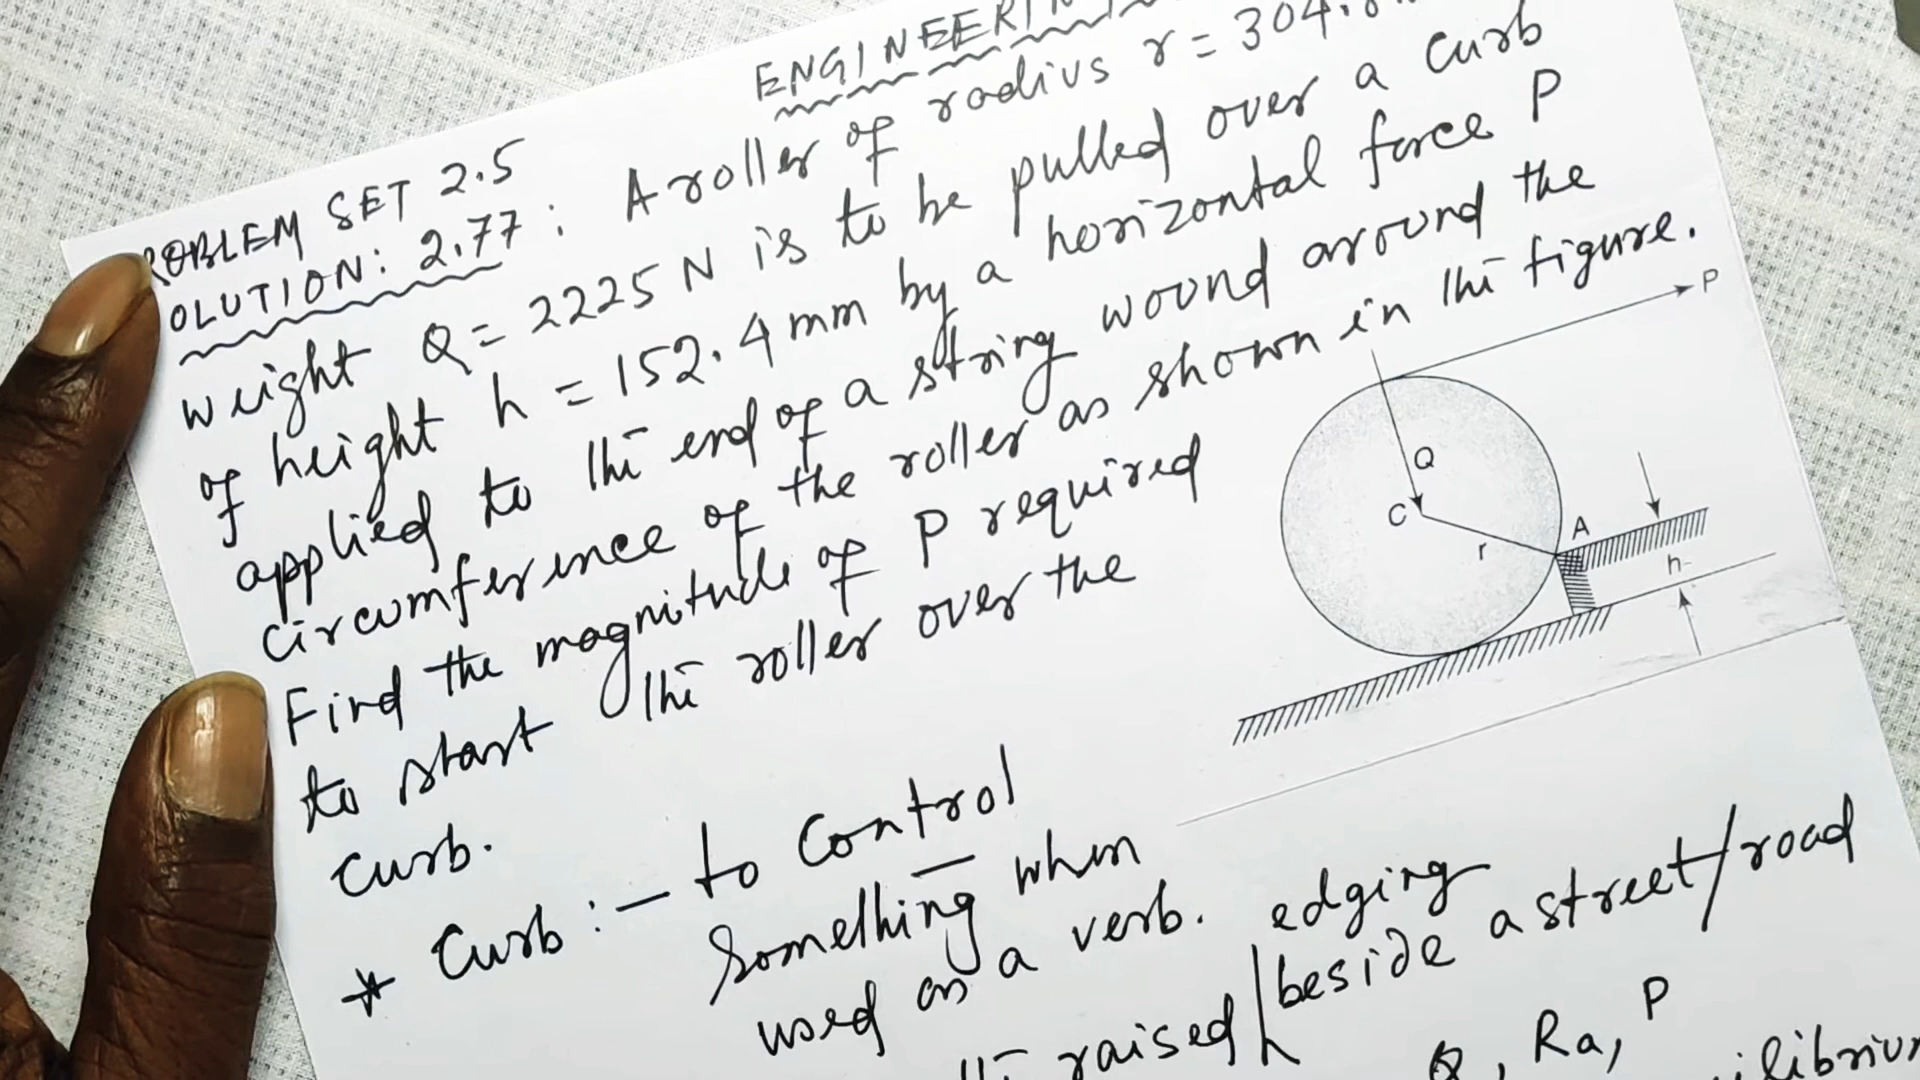 PROBLEM SET 2.5
OLUTION: 2.77 : A roller of radius r = 304.
weight Q = 2225 N is to be pulled over a curb
of height h = 152.4 mm by a horizontal force P
applied to the end of a string wound around the
circumference of the roller as shown in the figure.
Find the magnitude of P required
to start the roller over the
curb.
P
Q
C
r
A
h
* Curb :- to control
something when
used as a verb.
raised / edging
beside a street/road
Q, Ra, P